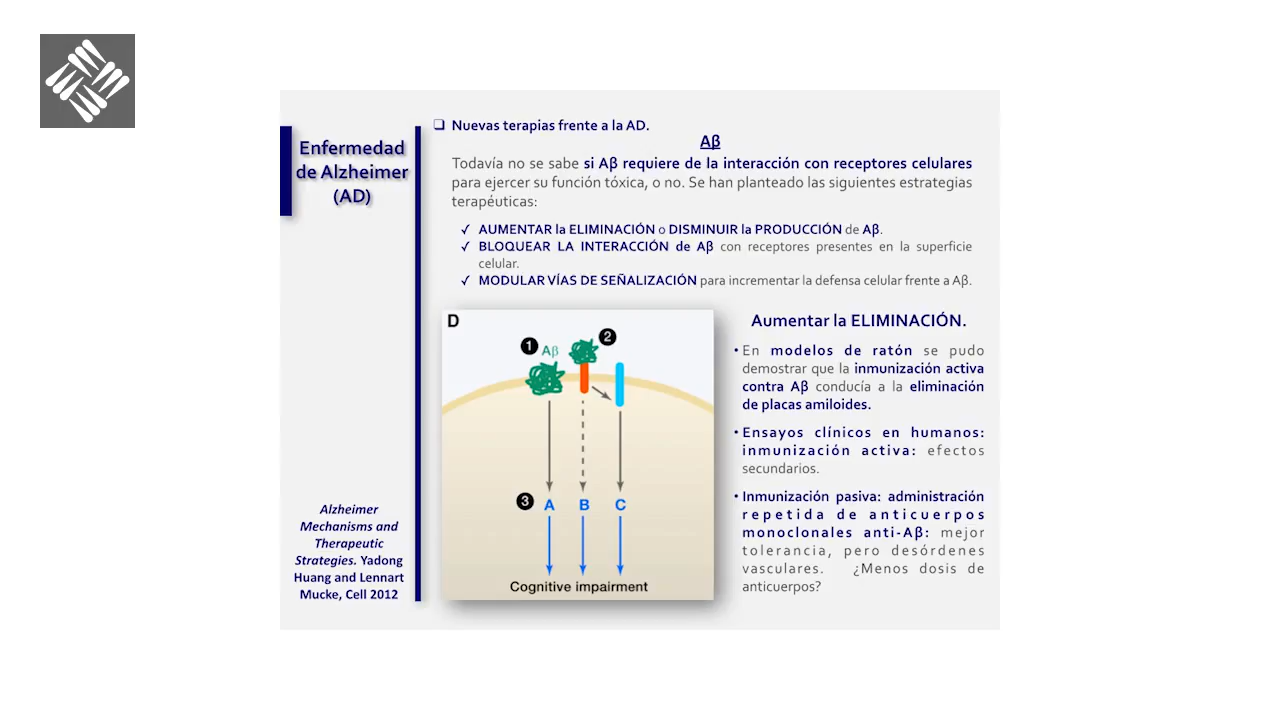 Enfermedad
de Alzheimer
(AD)
Alzheimer
Mechanisms and
Therapeutic
Strategies. Yadong
Huang and Lennart
Mucke, Cell 2012
❑ Nuevas terapias frente a la AD.
Aβ
Todavía no se sabe si Aβ requiere de la interacción con receptores celulares
para ejercer su función tóxica, o no. Se han planteado las siguientes estrategias
terapéuticas:
✓ AUMENTAR la ELIMINACIÓN o DISMINUIR la PRODUCCIÓN de Aβ.
✓ BLOQUEAR LA INTERACCIÓN de Aβ con receptores presentes en la superficie
celular.
✓ MODULAR VÍAS DE SEÑALIZACIÓN para incrementar la defensa celular frente a Aβ.
D
1 Aβ 2
3 A B C
Cognitive impairment
Aumentar la ELIMINACIÓN.
• En modelos de ratón se pudo
demostrar que la inmunización activa
contra Aβ conducía a la eliminación
de placas amiloides.
• Ensayos clínicos en humanos:
inmunización activa: efectos
secundarios.
• Inmunización pasiva: administración
repetida de anticuerpos
monoclonales anti-Aβ: mejor
tolerancia, pero desórdenes
vasculares. ¿Menos dosis de
anticuerpos?